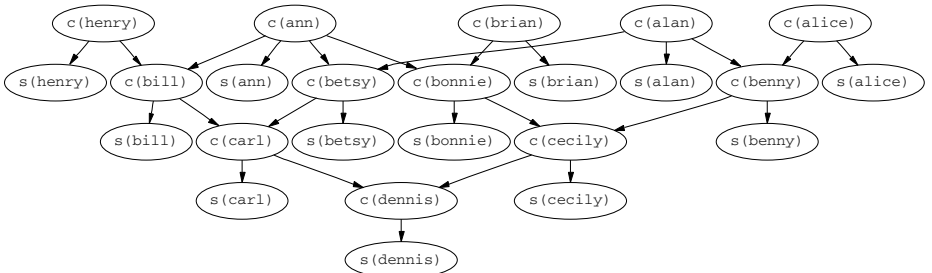 c(henry) c(ann) c(brian) c(alan) c(alice)
s(henry) c(bill) s(ann) c(betsy) c(bonnie) s(brian) s(alan) c(benny) s(alice)
s(bill) c(carl) s(betsy) s(bonnie) c(cecily) s(benny)
s(carl) c(dennis) s(cecily)
s(dennis)